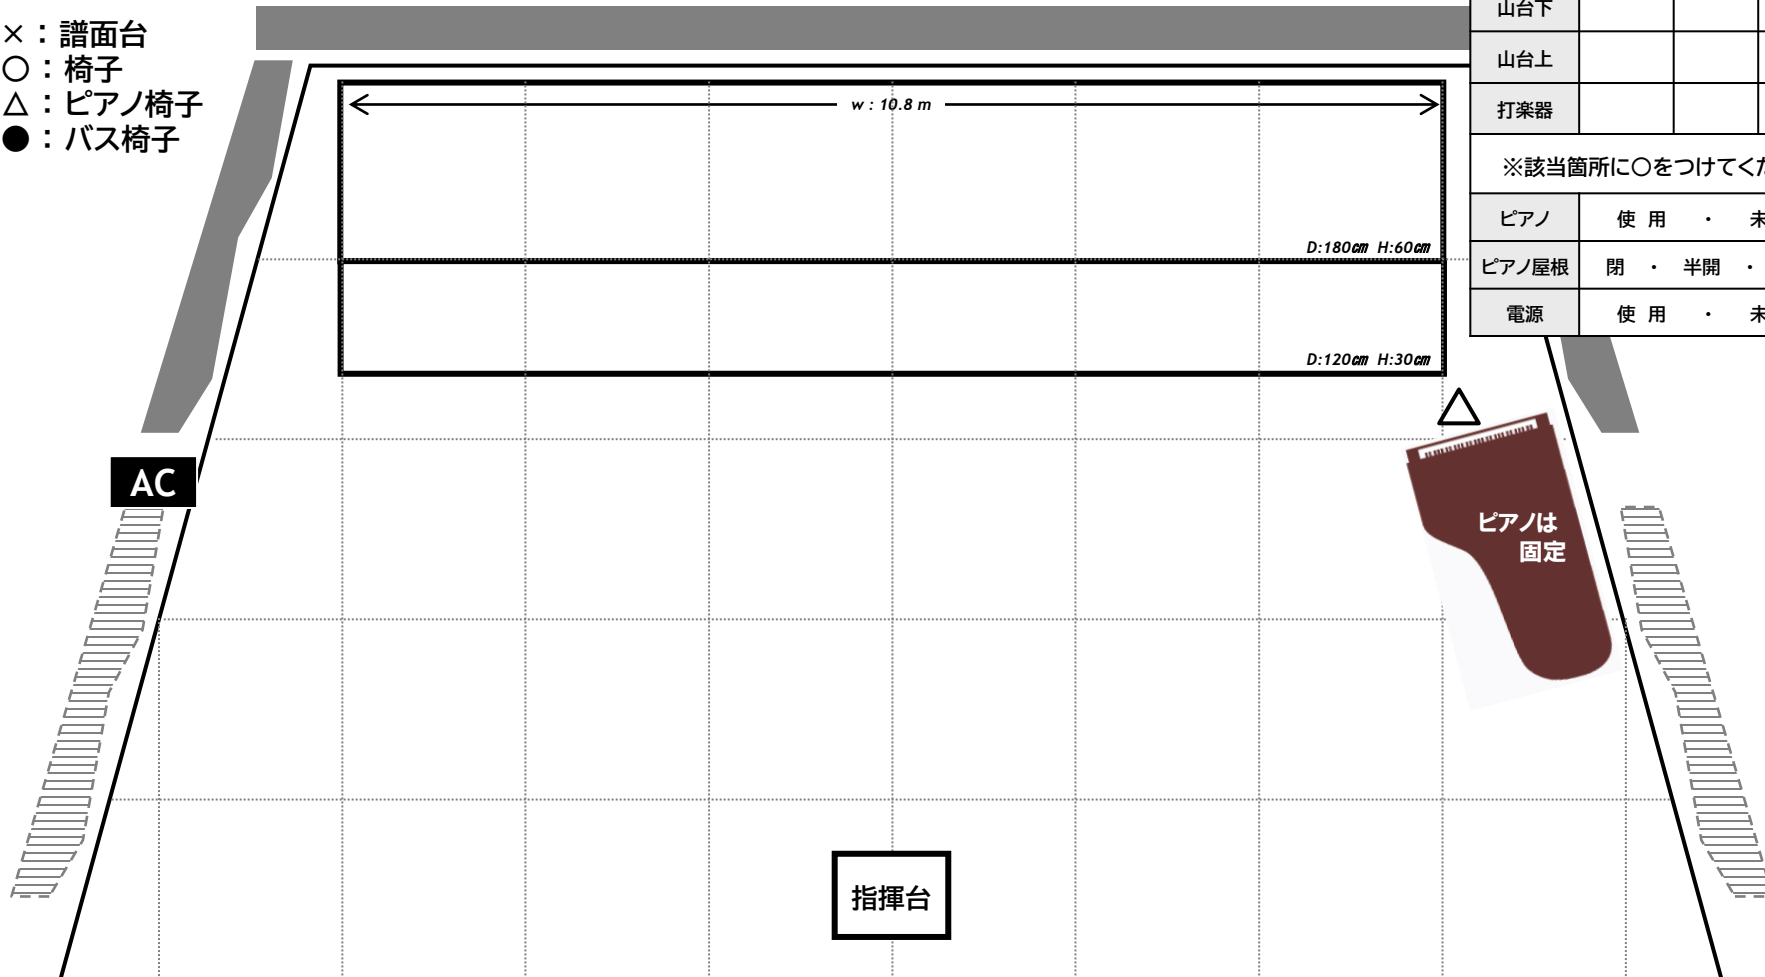 ×：譜面台
○：椅子
△：ピアノ椅子
●：バス椅子
w : 10.8 m
D:180㎝ H:60㎝
D:120㎝ H:30㎝
AC
ピアノは
固定
指揮台
山台下
山台上
打楽器
※該当箇所に○をつけてくだ
ピアノ 使 用 ・ 未
ピアノ屋根 閉 ・ 半開 ・
電源 使 用 ・ 未